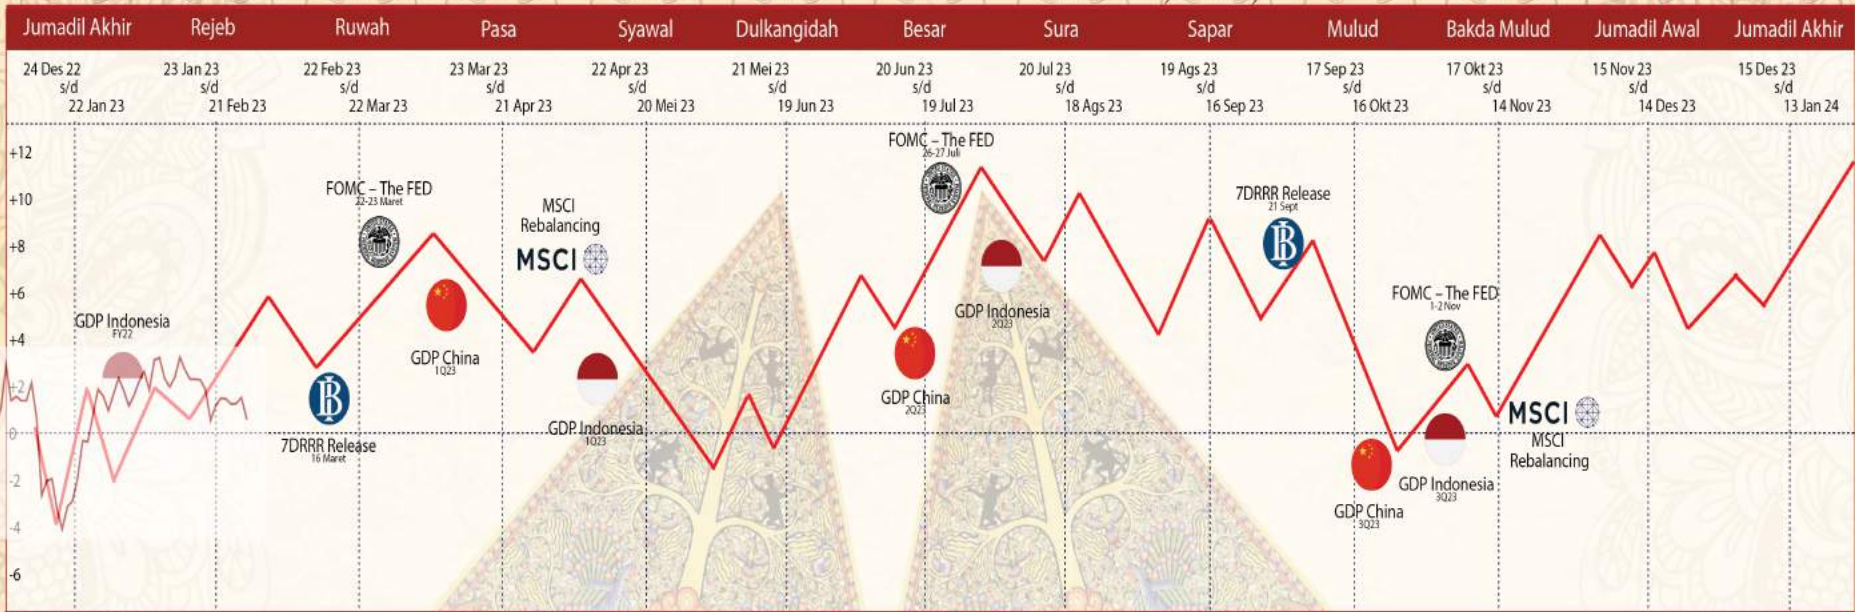 Jumadil Akhir
Rejeb
Ruwah
Pasa
Syawal
Dulkangidah
Besar
Sura
Sapar
Mulud
Bakda Mulud
Jumadil Awal
Jumadil Akhir
24 Des 22
s/d
22 Jan 23
23 Jan 23
s/d
21 Feb 23
22 Feb 23
s/d
22 Mar 23
23 Mar 23
s/d
21 Apr 23
22 Apr 23
s/d
20 Mei 23
21 Mei 23
s/d
19 Jun 23
20 Jun 23
s/d
19 Jul 23
20 Jul 23
s/d
18 Ags 23
19 Ags 23
s/d
16 Sep 23
17 Sep 23
s/d
16 Okt 23
17 Okt 23
s/d
14 Nov 23
15 Nov 23
s/d
14 Des 23
15 Des 23
s/d
13 Jan 24
+12
+10
+8
+6
+4
+2
0
-2
-4
-6
GDP Indonesia
FY22
7DRRR Release
16 Maret
FOMC – The FED
22-23 Maret
GDP China
1Q23
MSCI
Rebalancing
MSCI
GDP Indonesia
1Q23
FOMC – The FED
26-27 Juli
GDP China
2Q23
GDP Indonesia
2Q23
7DRRR Release
21 Sept
FOMC – The FED
1-2 Nov
GDP China
3Q23
GDP Indonesia
3Q23
MSCI
MSCI
Rebalancing